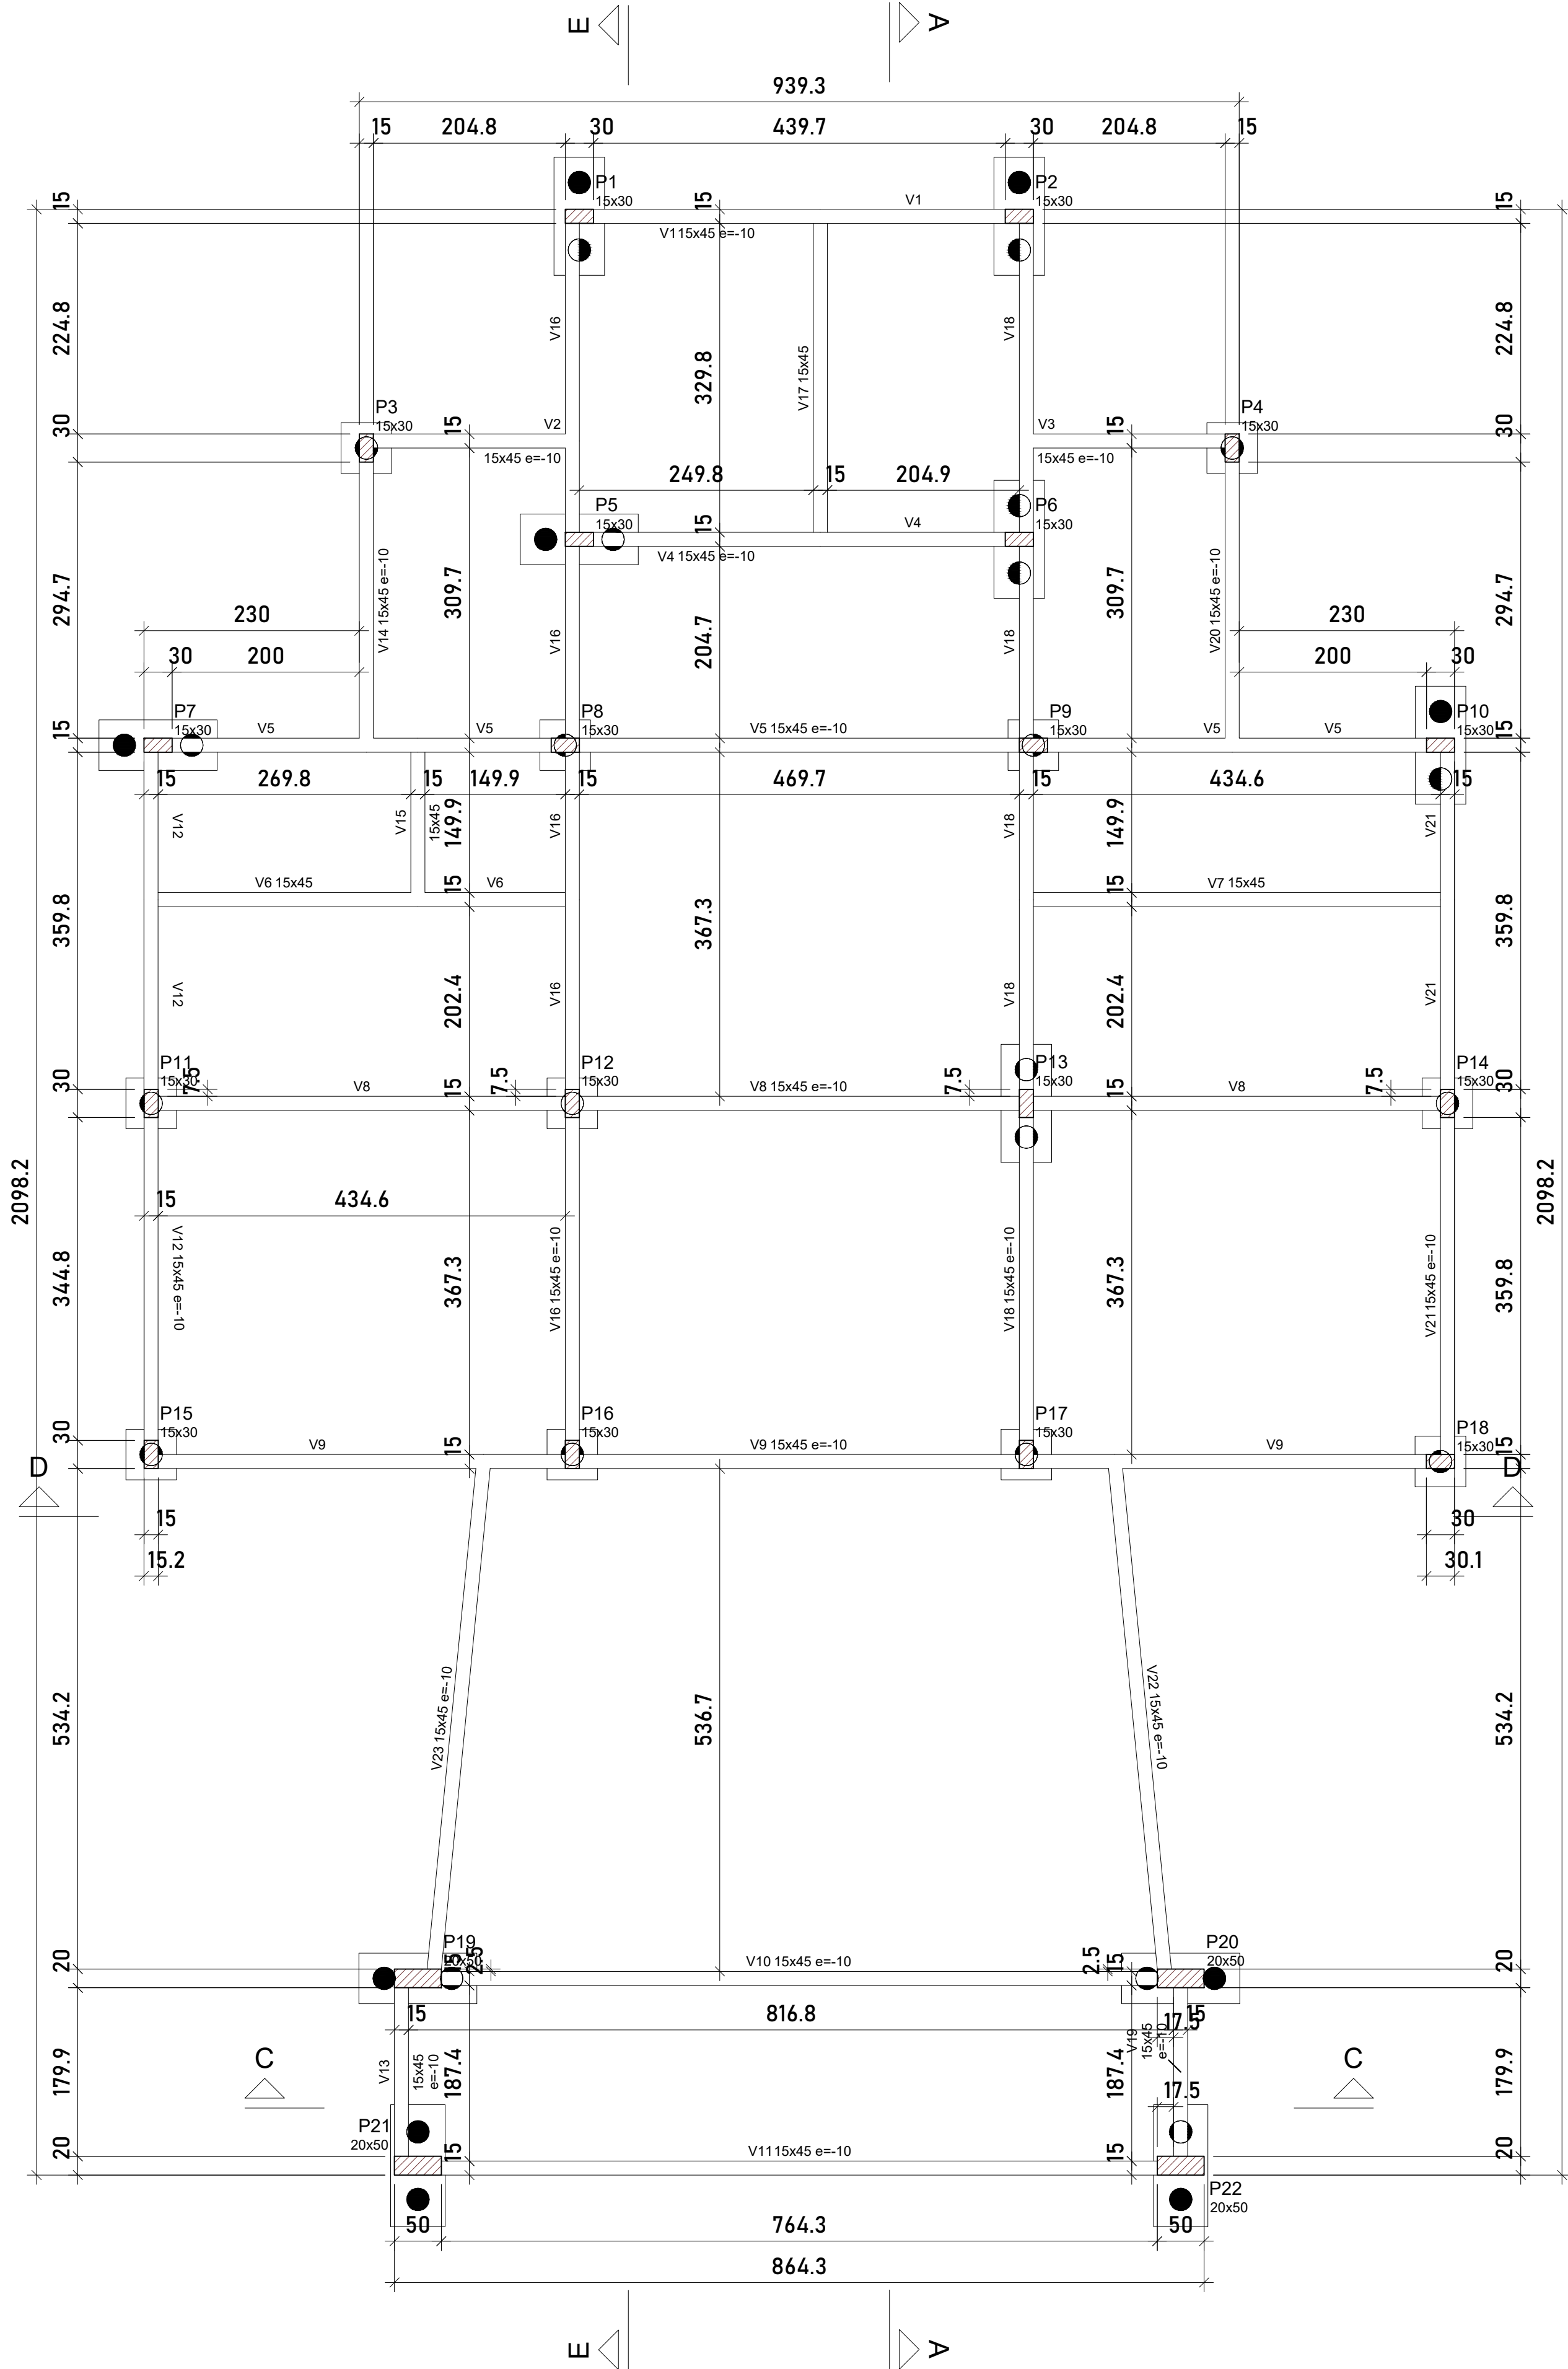 E
A
939.3
15 204.8 30 439.7 30 204.8 15
P1
15x30
P2
15x30
V1
V1 15x45 e=-10
15
15
15
224.8
V16
329.8
V17 15x45
V18
224.8
P3
15x30
15
V2
15x45 e=-10
V3
15x45 e=-10
15
P4
15x30
30
30
249.8 15 204.9
P5
15x30
15
V4
V4 15x45 e=-10
P6
15x30
294.7
V14 15x45 e=-10
309.7
V16
204.7
V18
309.7
V20 15x45 e=-10
294.7
230
30 200
230
200 30
P7
15x30
V5
V5
P8
15x30
V5 15x45 e=-10
P9
15x30
V5
V5
P10
15x30
15
15
15 269.8 15 149.9 15 469.7 15 434.6 15
V12
V15
15x45
149.9
V16
V18
149.9
V21
V6 15x45
15
V6
15
V7 15x45
359.8
V12
202.4
V16
367.3
V18
202.4
V21
359.8
P11
15x30
7.5
V8
15
7.5
P12
15x30
V8 15x45 e=-10
7.5
P13
15x30
15
V8
7.5
P14
15x30
30
30
2098.2
2098.2
15 434.6
344.8
V12 15x45 e=-10
367.3
V16 15x45 e=-10
V18 15x45 e=-10
367.3
V21 15x45 e=-10
359.8
P15
15x30
V9
15
P16
15x30
V9 15x45 e=-10
P17
15x30
V9
P18
15x30
30
15
D
D
15
15.2
30
30.1
534.2
V23 15x45 e=-10
536.7
V22 15x45 e=-10
534.2
P19
20x50
15
2.5
V10 15x45 e=-10
2.5
15
P20
20x50
20
20
15 816.8 15
17.5
C
C
179.9
V13
15x45
e=-10
187.4
187.4
V19
15x45
e=-10
17.5
179.9
P21
20x50
15
V11 15x45 e=-10
15
P22
20x50
20
20
50 764.3 50
864.3
E
A